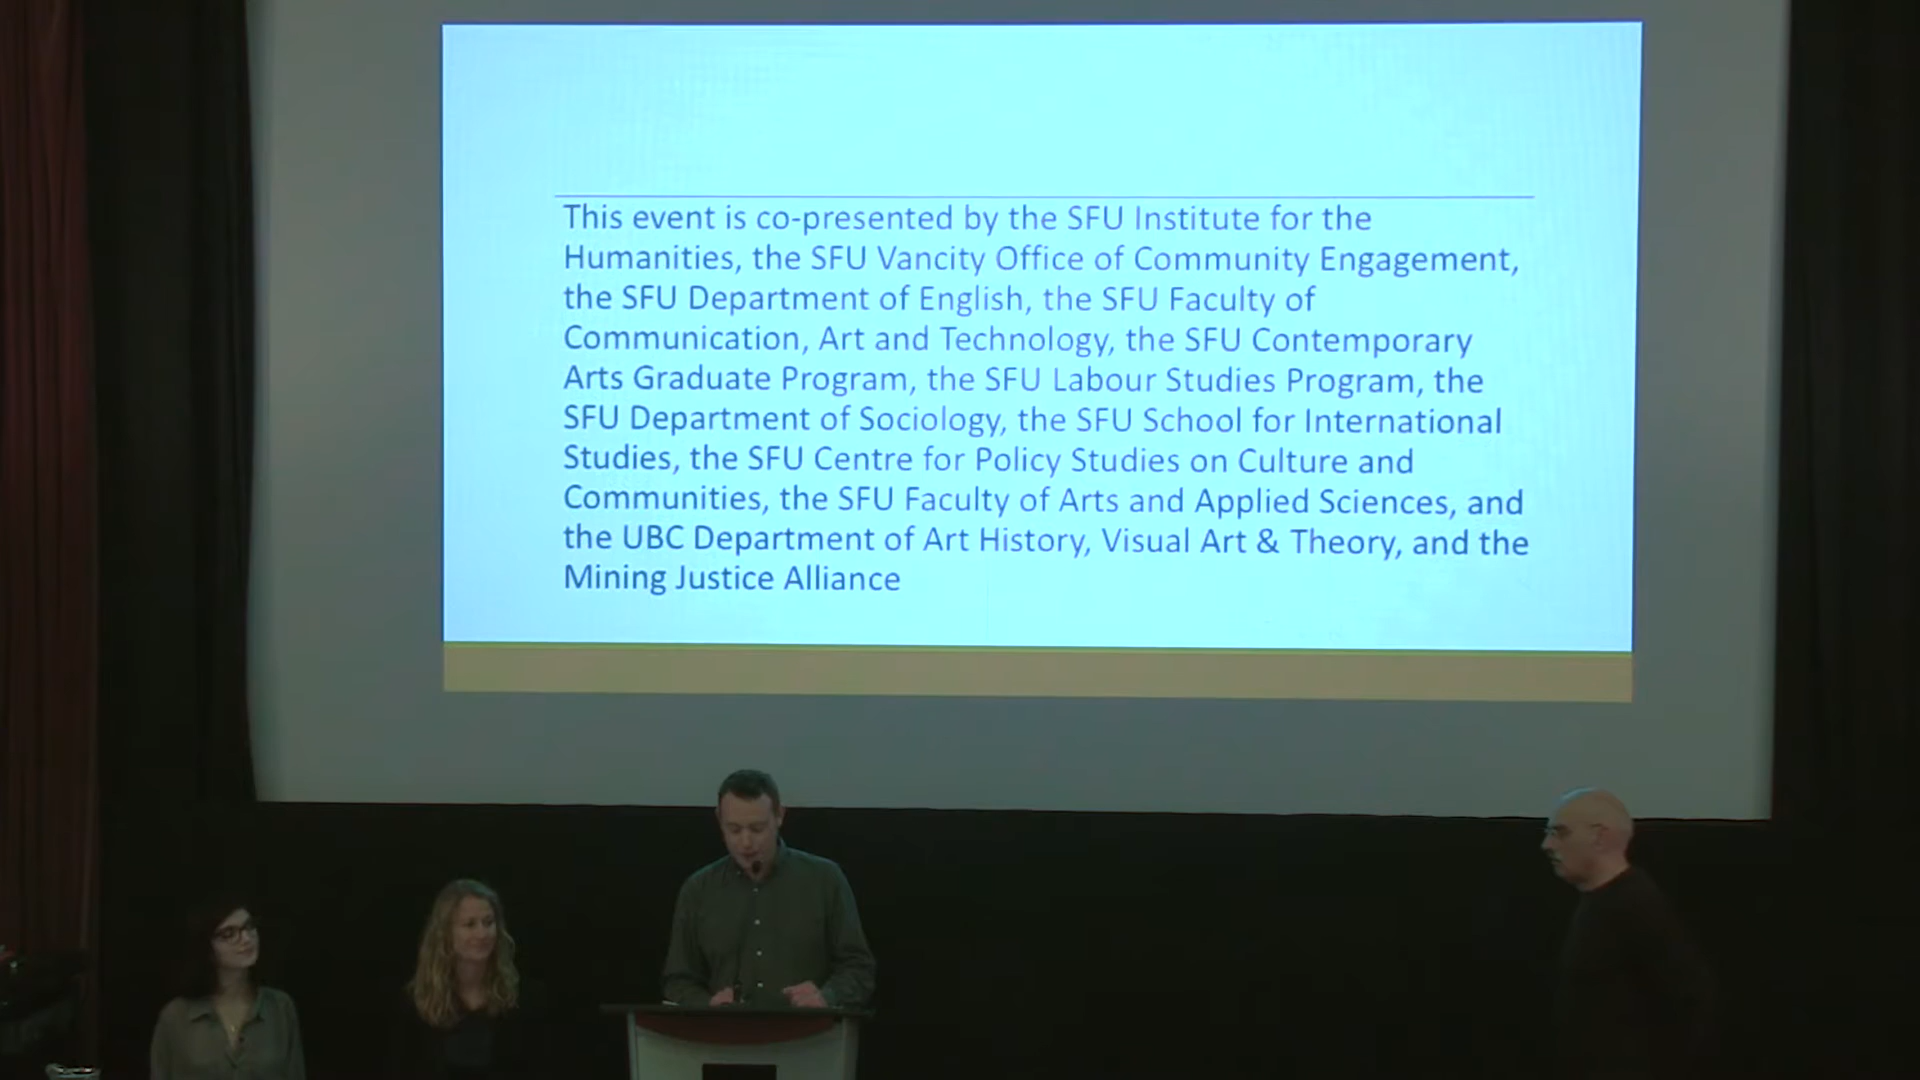 This event is co-presented by the SFU Institute for the
Humanities, the SFU Vancity Office of Community Engagement,
the SFU Department of English, the SFU Faculty of
Communication, Art and Technology, the SFU Contemporary
Arts Graduate Program, the SFU Labour Studies Program, the
SFU Department of Sociology, the SFU School for International
Studies, the SFU Centre for Policy Studies on Culture and
Communities, the SFU Faculty of Arts and Applied Sciences, and
the UBC Department of Art History, Visual Art & Theory, and the
Mining Justice Alliance